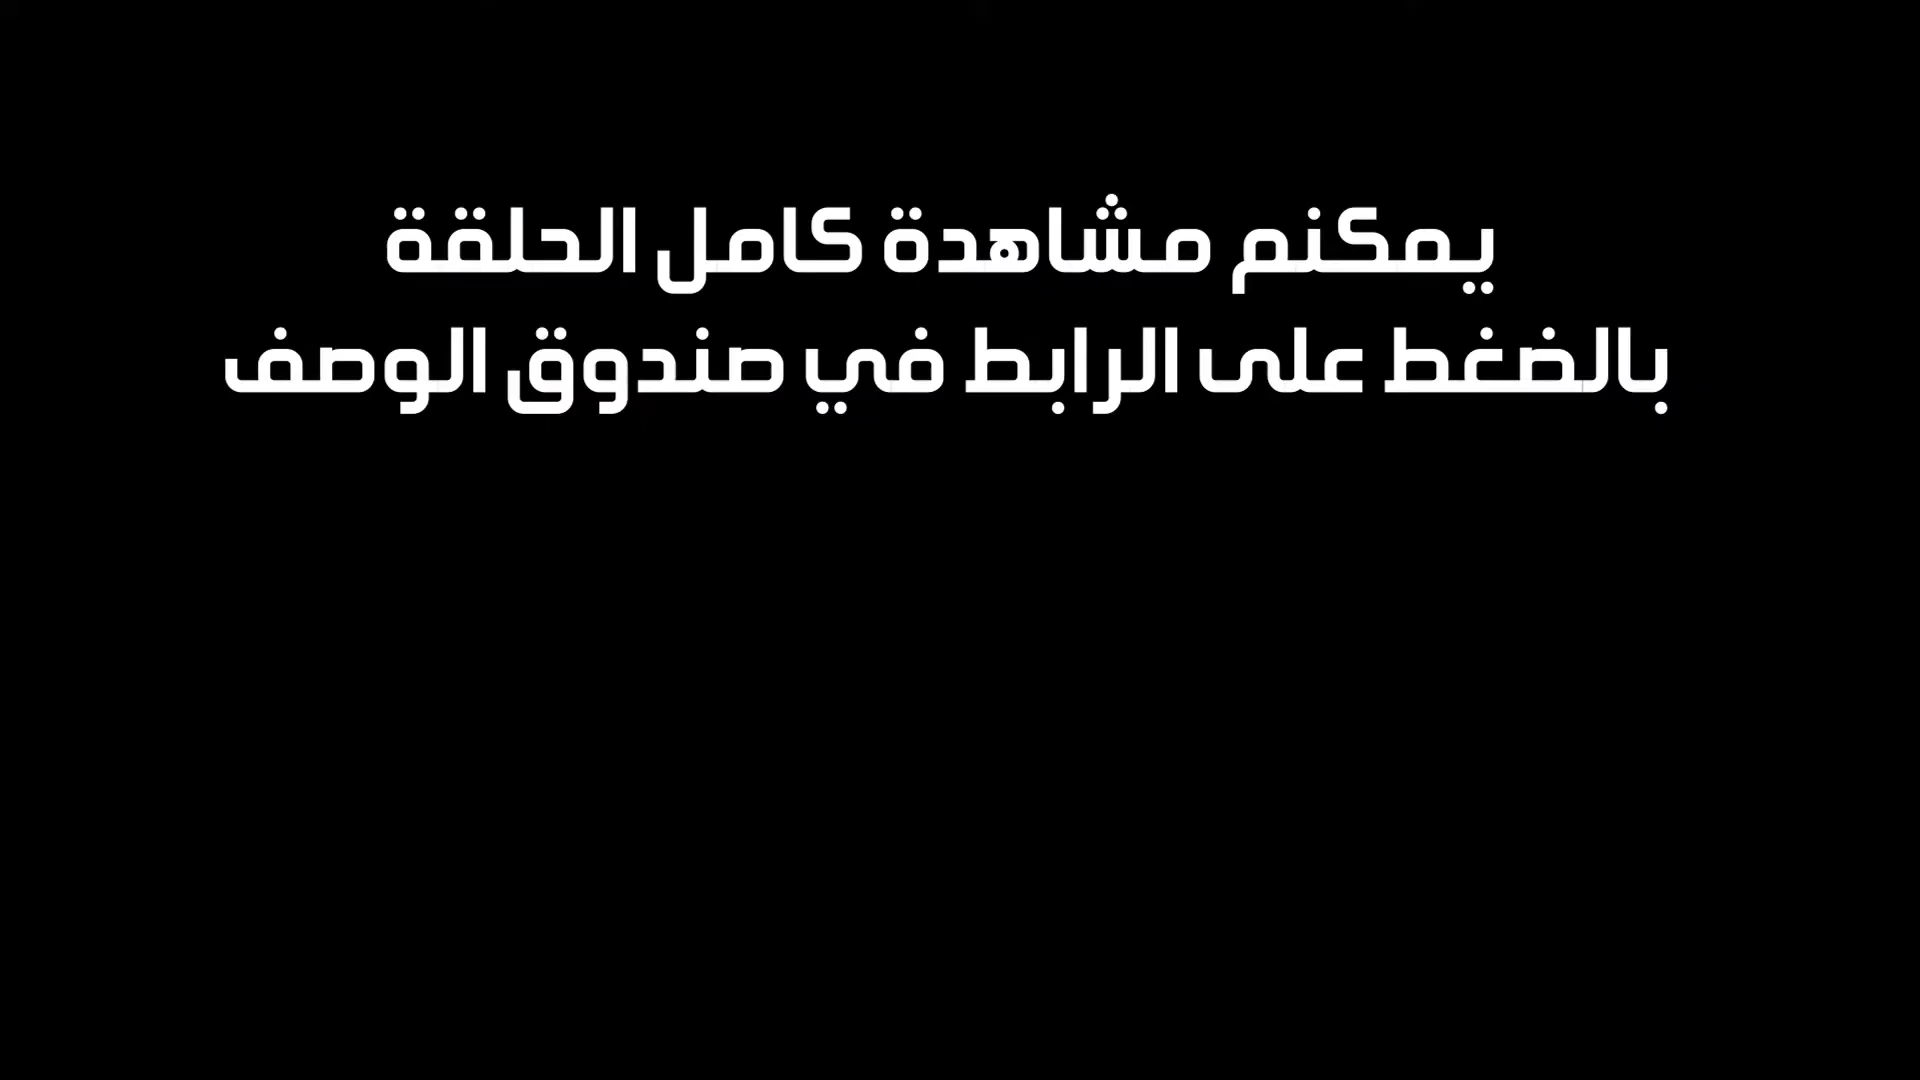 يمكنم مشاهدة كامل الحلقة
بالضغط على الرابط في صندوق الوصف